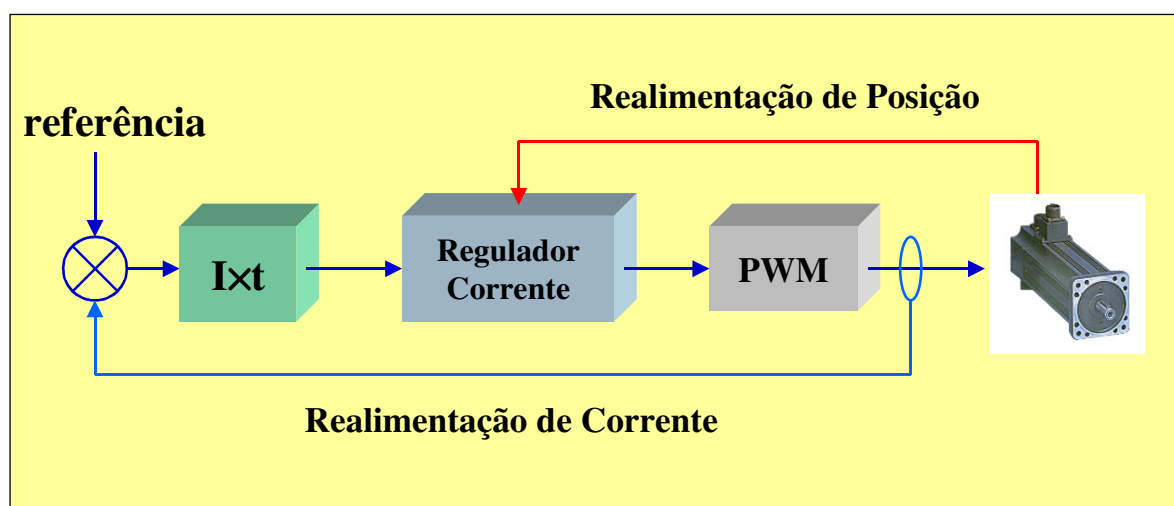 Realimentação de Posição
referência
I×t
Regulador
Corrente
PWM
Realimentação de Corrente